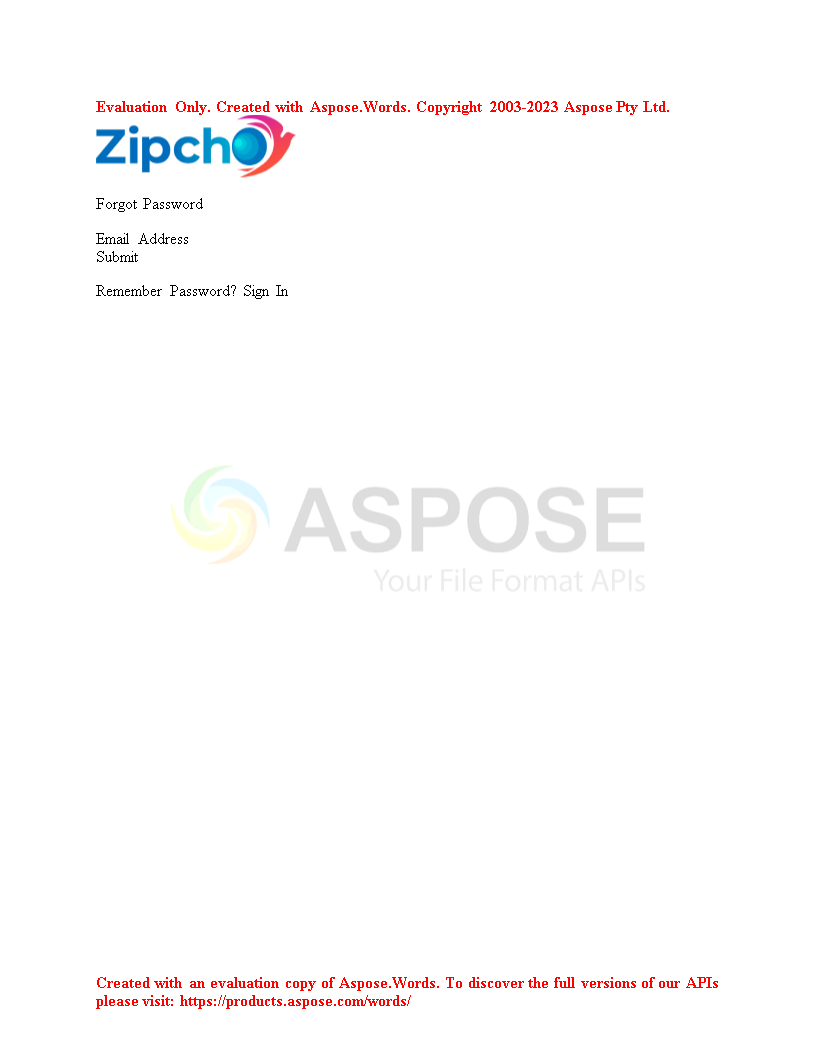 Evaluation Only. Created with Aspose.Words. Copyright 2003-2023 Aspose Pty Ltd.
Zipcho
Forgot Password
Email Address
Submit
Remember Password? Sign In
ASPOSE
Your File Format APIs
Created with an evaluation copy of Aspose.Words. To discover the full versions of our APIs
please visit: https://products.aspose.com/words/